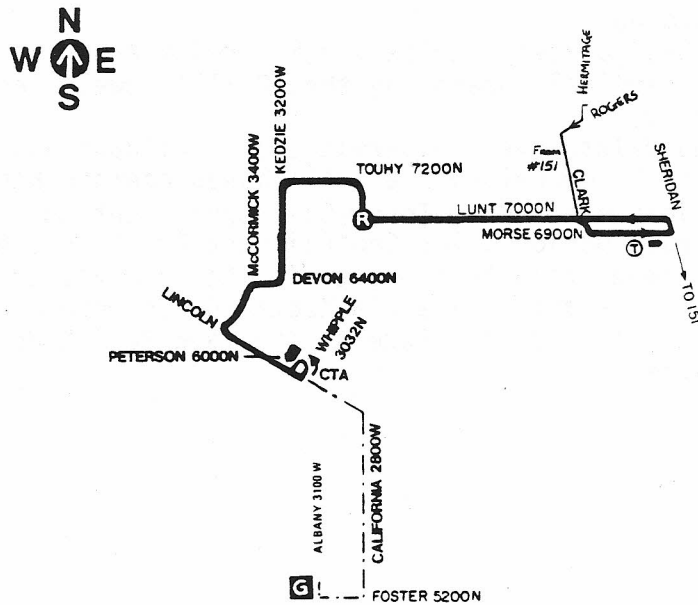 N
W E
S
HERMITAGE
ROGERS
From
#151
CLARK
SHERIDAN
KEDZIE 3200W
McCORMICK 3400W
TOUHY 7200N
R
LUNT 7000N
MORSE 6900N
T
TO 151
DEVON 6400N
LINCOLN
WHIPPLE
3032N
PETERSON 6000N
CTA
CALIFORNIA 2800W
ALBANY 3100 W
G
FOSTER 5200N